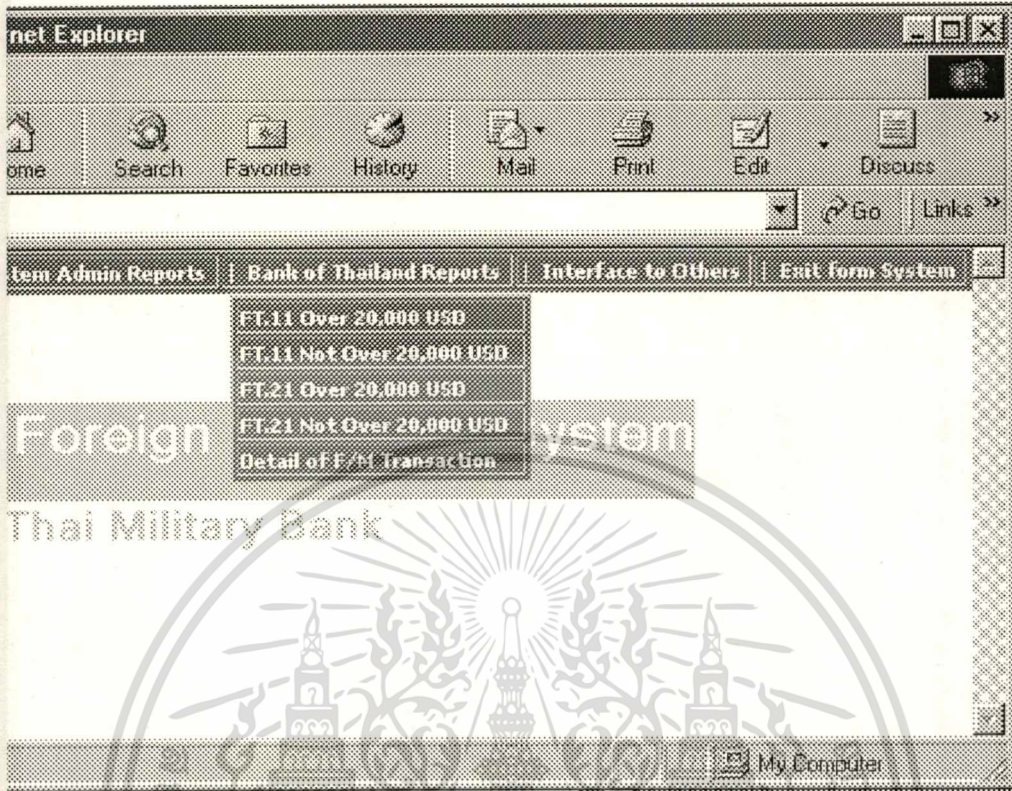 rnet Explorer
ome Search Favorites History Mail Print Edit Discuss »
Go Links »
tem Admin Reports Bank of Thailand Reports Interface to Others Exit form System
FT.11 Over 20,000 USD
FT.11 Not Over 20,000 USD
FT.21 Over 20,000 USD
FT.21 Not Over 20,000 USD
Detail of F/M Transaction
Foreign ystem
Thai Military Bank
My Computer